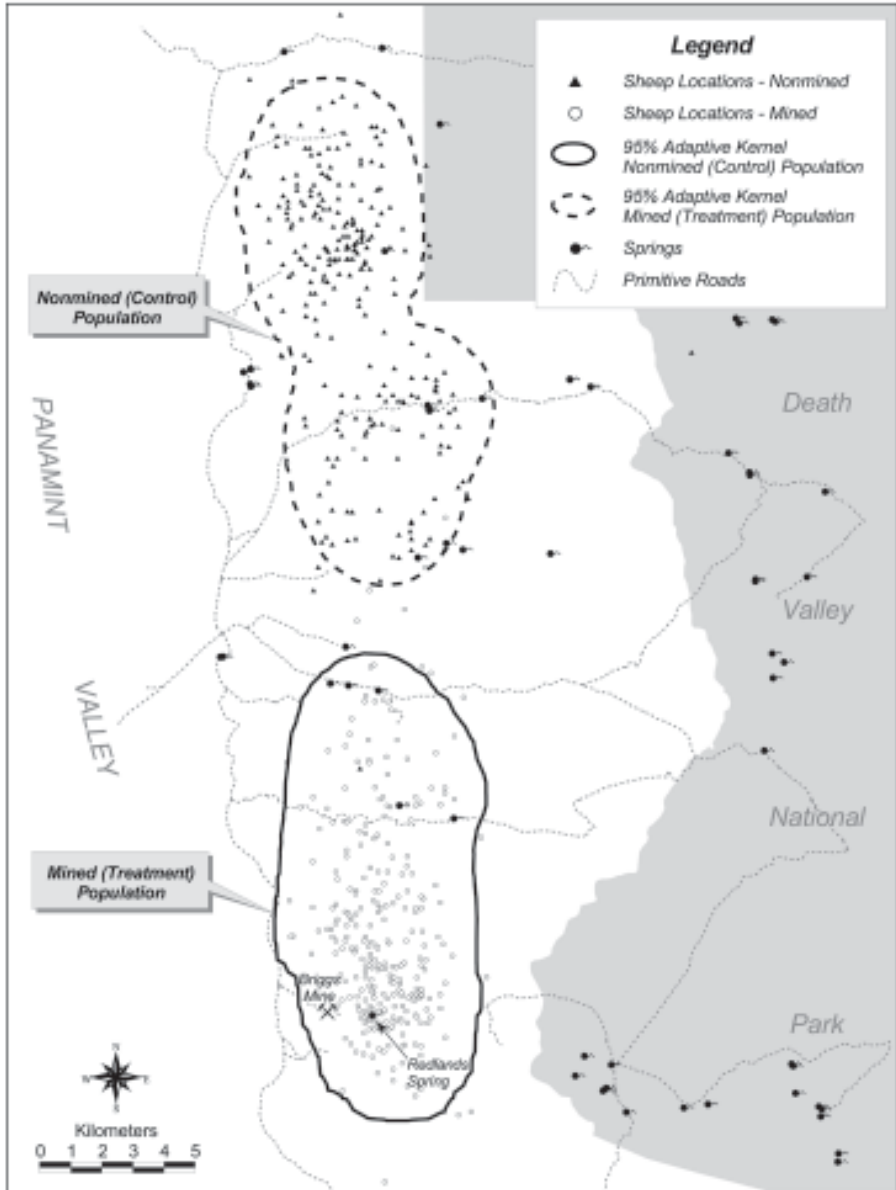 Legend
Sheep Locations - Nonmined
Sheep Locations - Mined
95% Adaptive Kernel
Nonmined (Control) Population
95% Adaptive Kernel
Mined (Treatment) Population
Springs
Primitive Roads
Nonmined (Control)
Population
PANAMINT
VALLEY
Death
Valley
National
Park
Mined (Treatment)
Population
Briggs
Mine
Redlands
Spring
N
W E
S
Kilometers
0 1 2 3 4 5